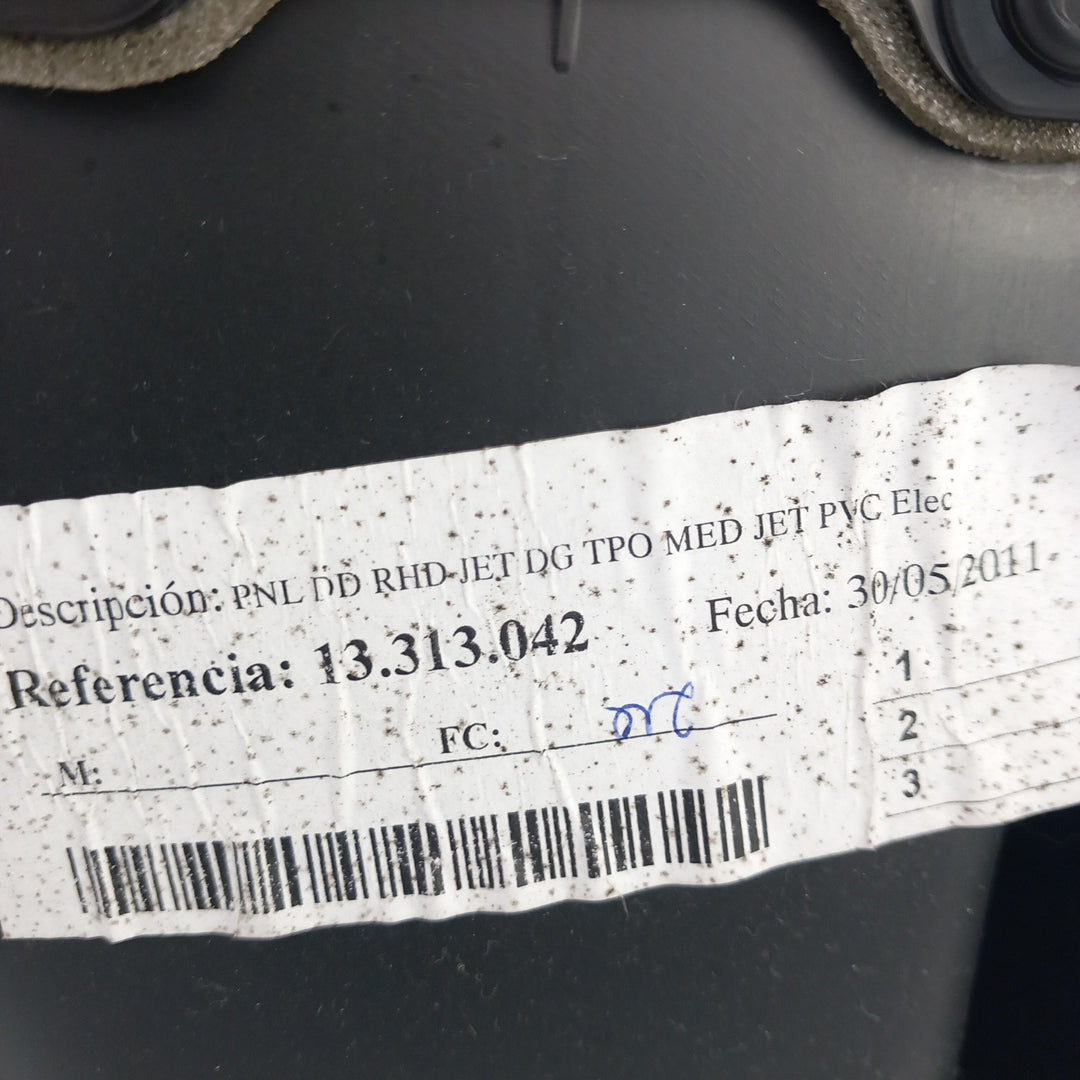 Descripción: PNL DD RHD JET DG TPO MED JET PVC Elec
Referencia: 13.313.042 Fecha: 30/05/2011
M: FC:
1
2
3